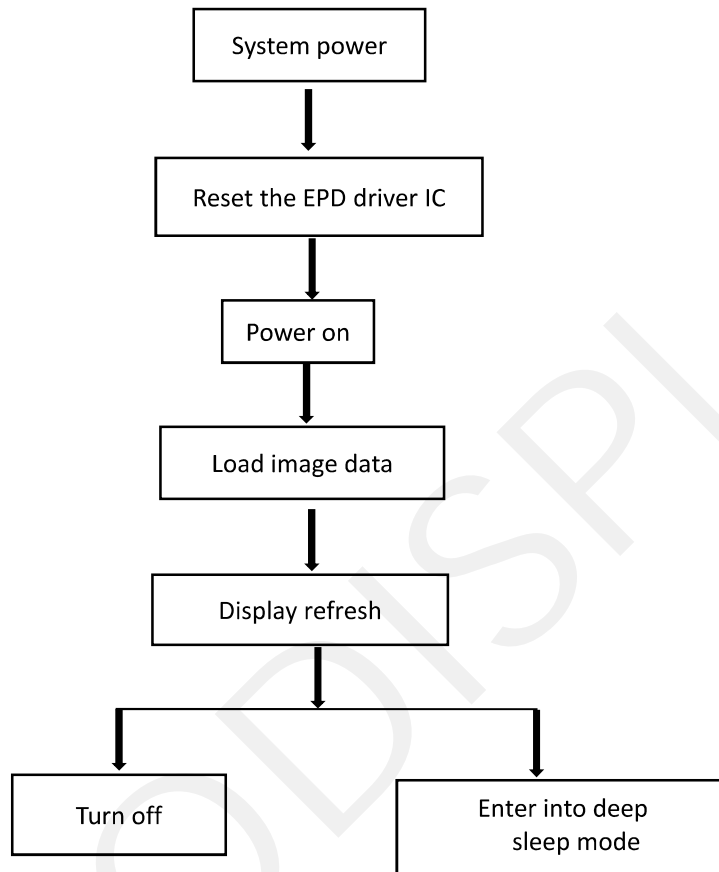 System power
Reset the EPD driver IC
Power on
Load image data
Display refresh
Turn off
Enter into deep
sleep mode
ODISPL